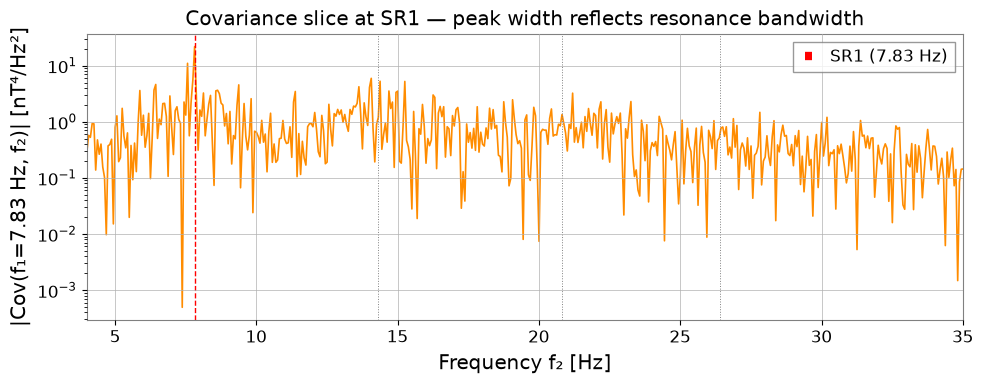 Covariance slice at SR1 — peak width reflects resonance bandwidth
|Cov(f₁=7.83 Hz, f₂)| [nT⁴/Hz²]
SR1 (7.83 Hz)
10¹
10⁰
10⁻¹
10⁻²
10⁻³
5 10 15 20 25 30 35
Frequency f₂ [Hz]